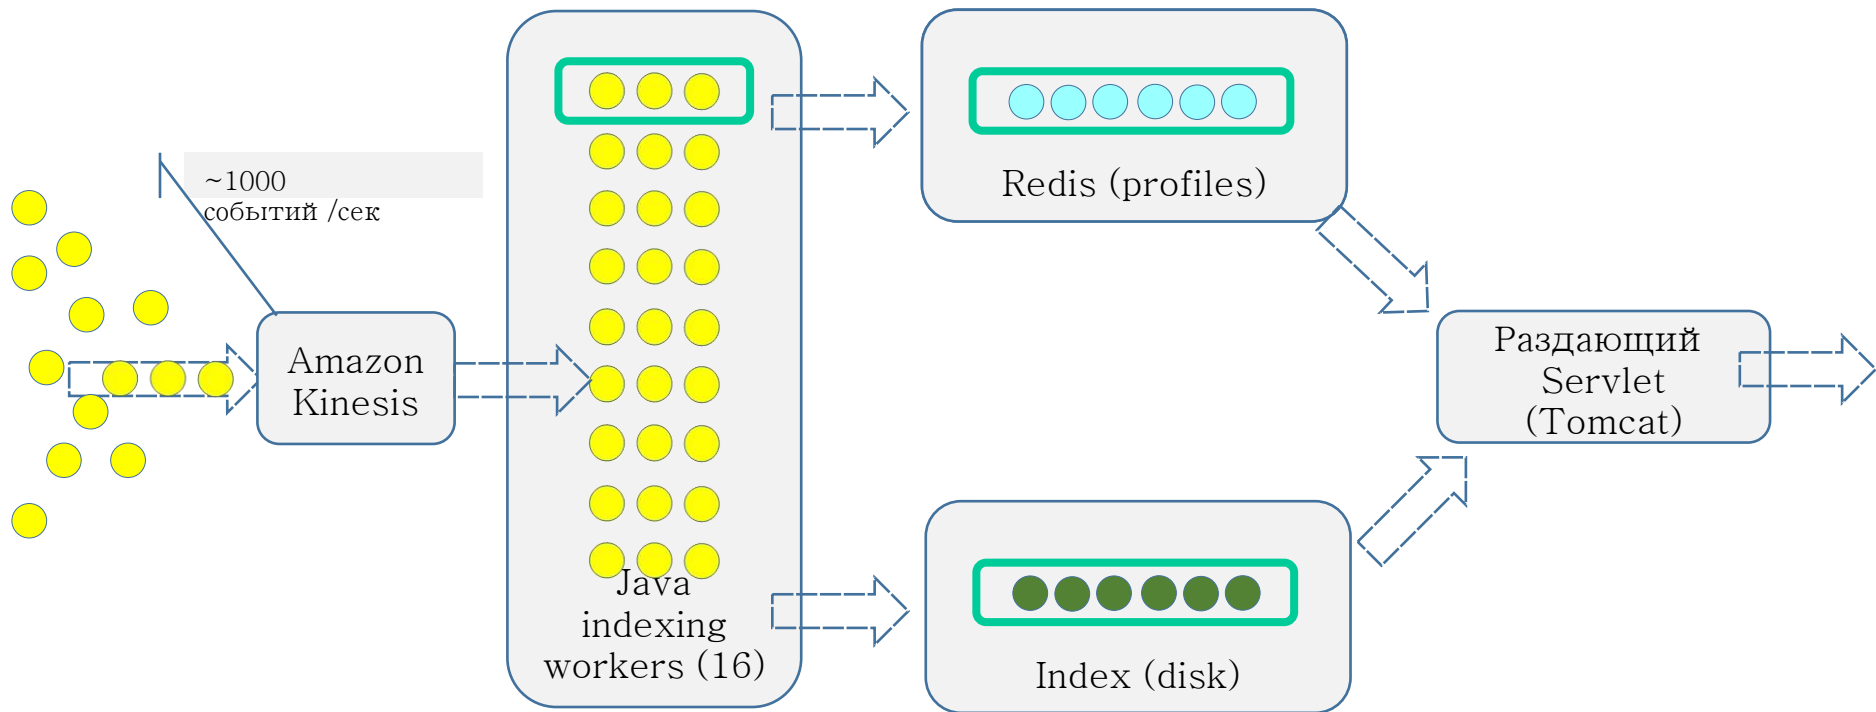 ~1000
событий /сек
Amazon
Kinesis
Java
indexing
workers (16)
Redis (profiles)
Index (disk)
Раздающий
Servlet
(Tomcat)